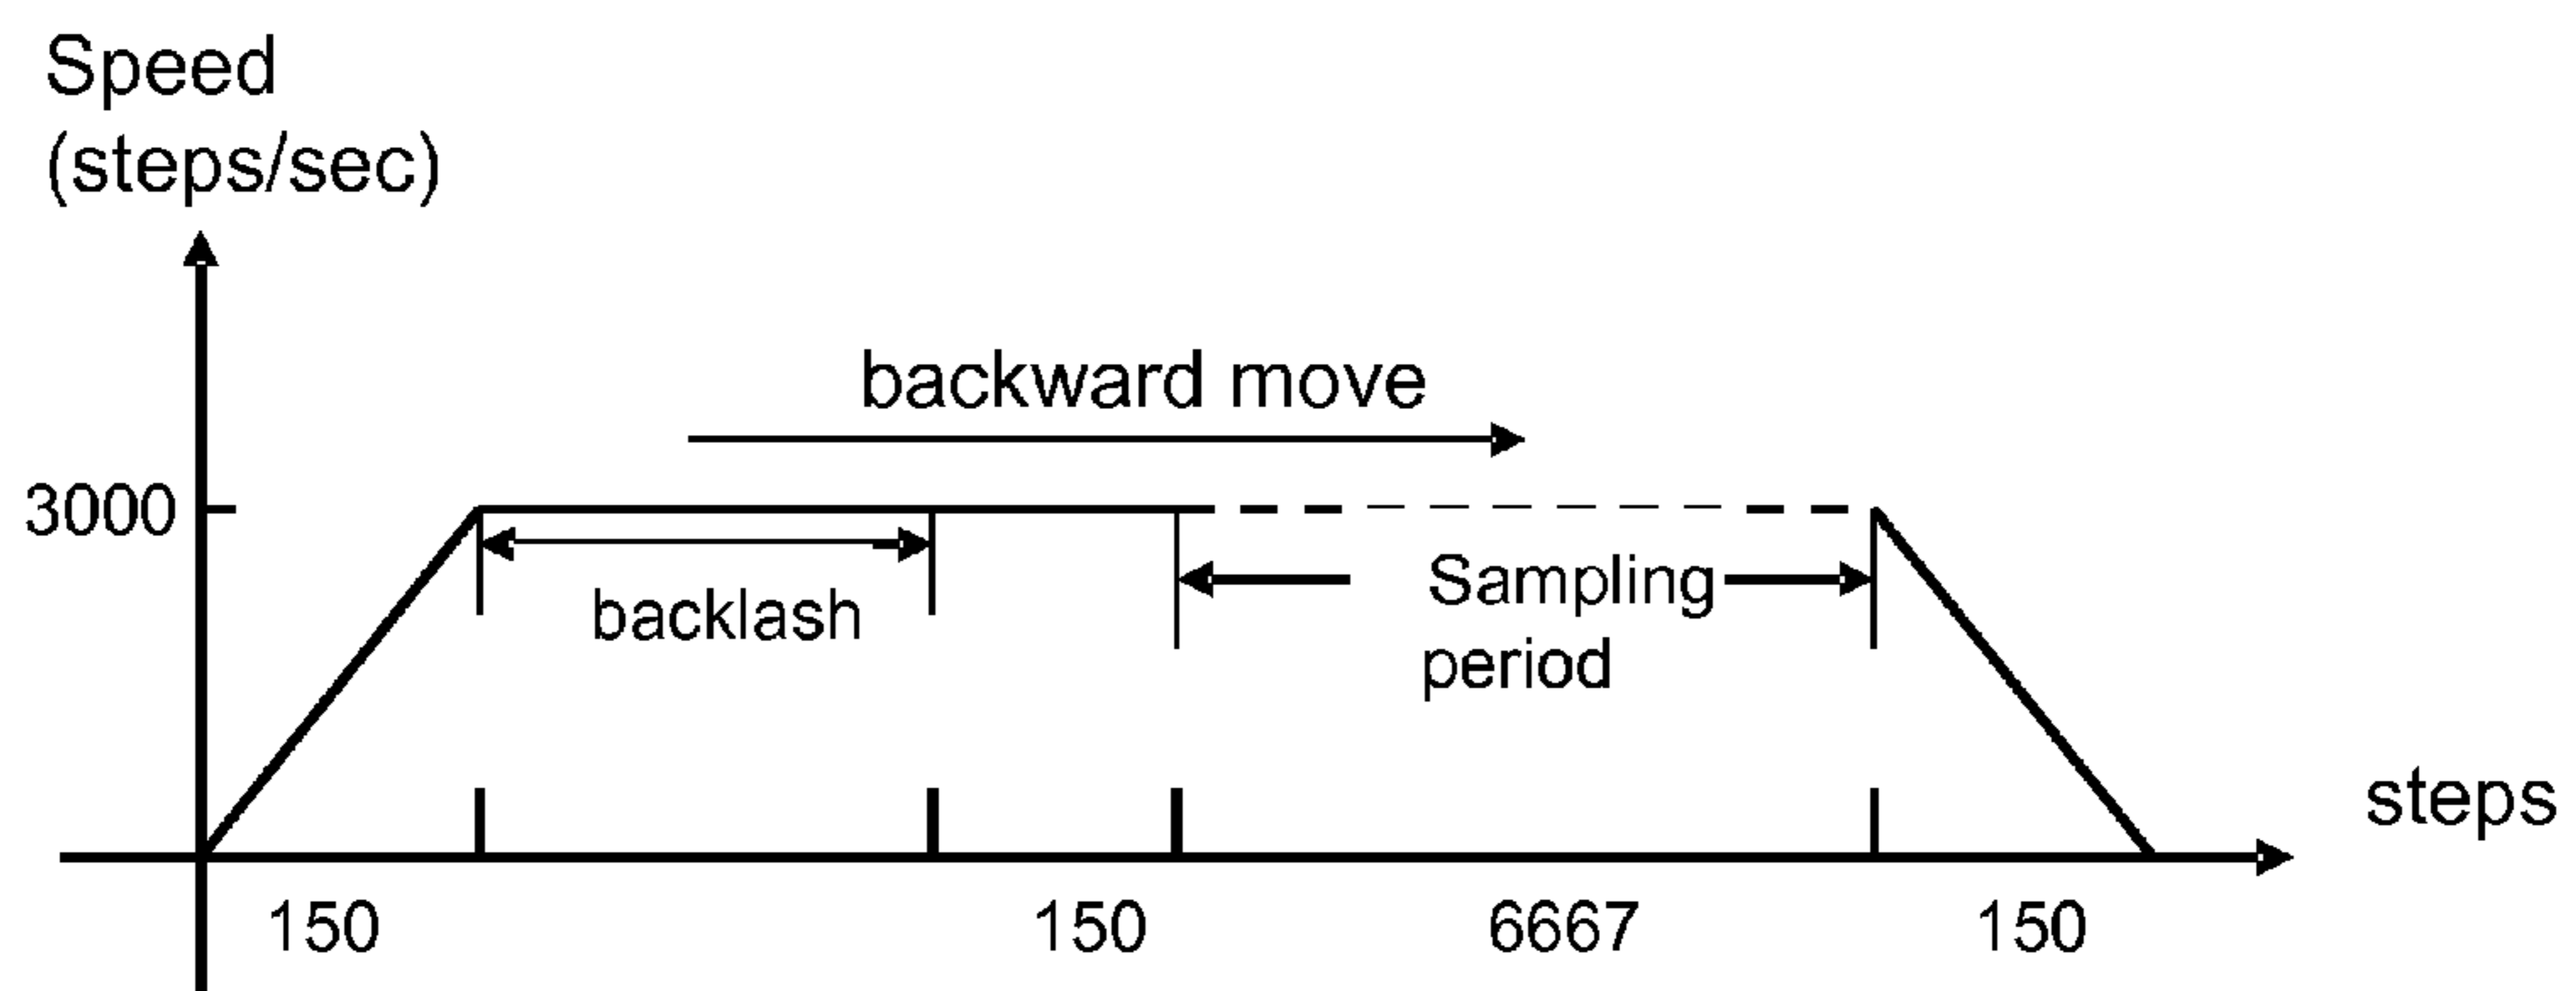 Speed
(steps/sec)
backward move
3000
backlash
Sampling
period
steps
150
150
6667
150